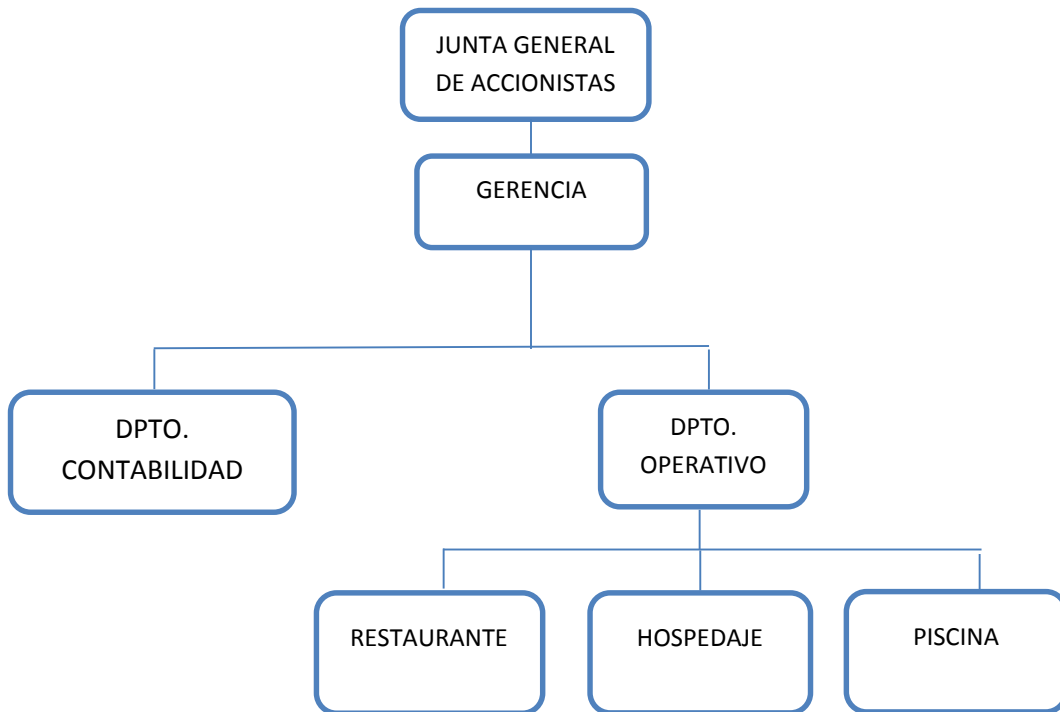 JUNTA GENERAL
DE ACCIONISTAS
GERENCIA
DPTO.
CONTABILIDAD
DPTO.
OPERATIVO
RESTAURANTE
HOSPEDAJE
PISCINA